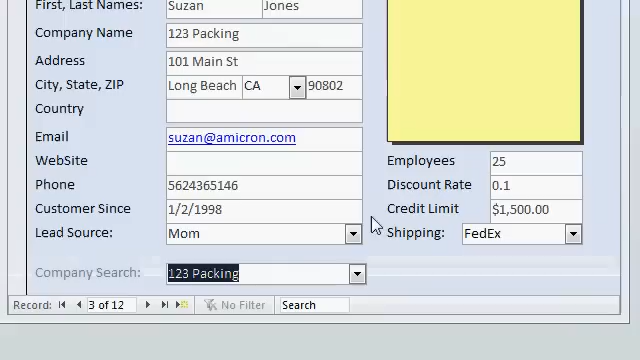 First, Last Names: Suzan Jones
Company Name 123 Packing
Address 101 Main St
City, State, ZIP Long Beach CA 90802
Country
Email suzan@amicron.com
WebSite Employees 25
Phone 5624365146 Discount Rate 0.1
Customer Since 1/2/1998 Credit Limit $1,500.00
Lead Source: Mom Shipping: FedEx
Company Search: 123 Packing
Record: 3 of 12 No Filter Search